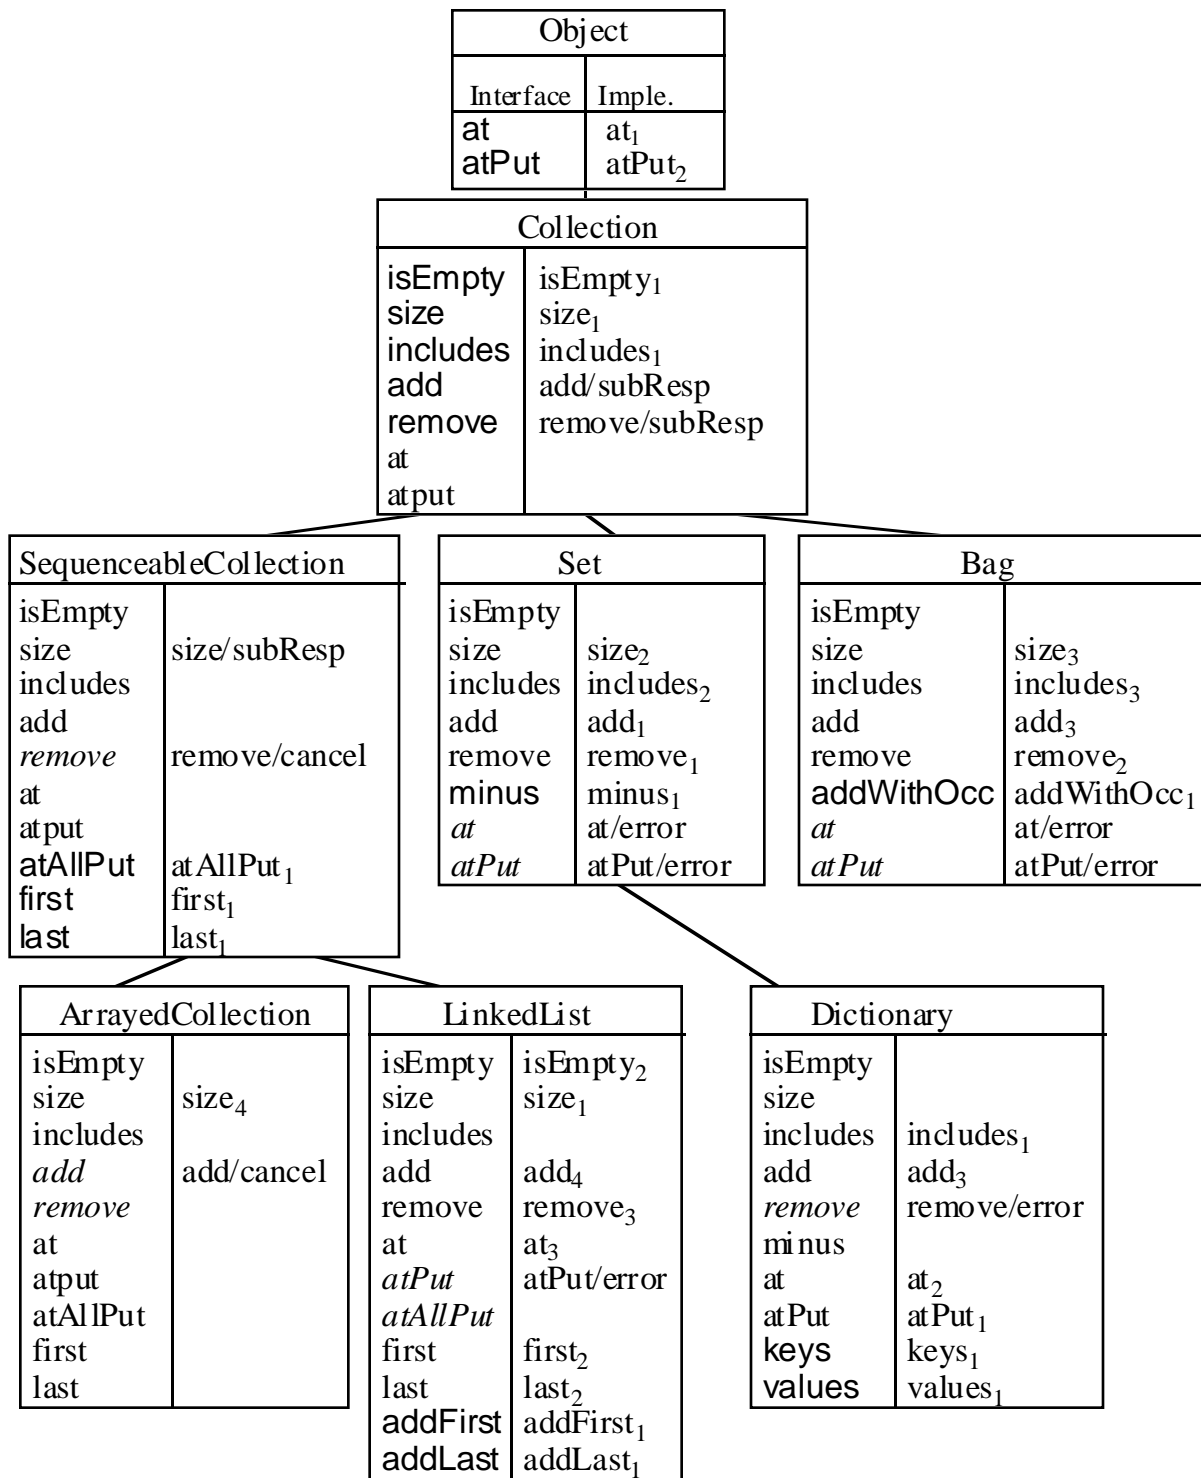 Object
Interface Imple.
at at₁
atPut atPut₂
Collection
isEmpty isEmpty₁
size size₁
includes includes₁
add add/subResp
remove remove/subResp
at
atput
SequenceableCollection
isEmpty
size size/subResp
includes
add
remove remove/cancel
at
atput
atAllPut atAllPut₁
first first₁
last last₁
Set
isEmpty
size size₂
includes includes₂
add add₁
remove remove₁
minus minus₁
at at/error
atPut atPut/error
Bag
isEmpty
size size₃
includes includes₃
add add₃
remove remove₂
addWithOcc addWithOcc₁
at at/error
atPut atPut/error
ArrayedCollection
isEmpty
size size₄
includes
add add/cancel
remove
at
atput
atAllPut
first
last
LinkedList
isEmpty isEmpty₂
size size₁
includes
add add₄
remove remove₃
at at₃
atPut atPut/error
atAllPut
first first₂
last last₂
addFirst addFirst₁
addLast addLast₁
Dictionary
isEmpty
size
includes includes₁
add add₃
remove remove/error
minus
at at₂
atPut atPut₁
keys keys₁
values values₁